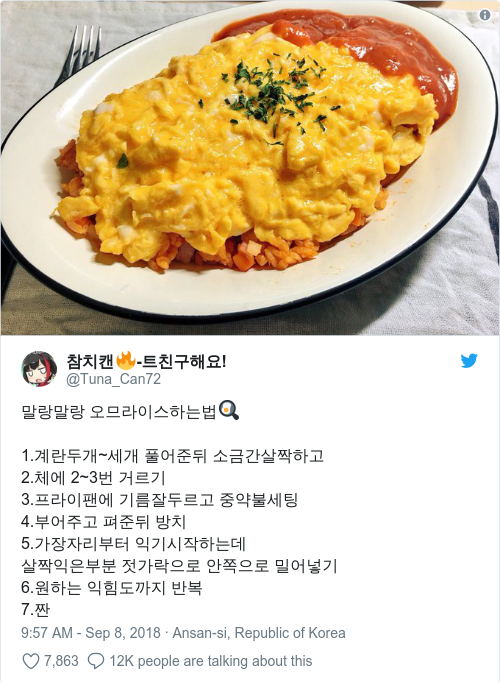 참치캔🔥-트친구해요!
@Tuna_Can72
말랑말랑 오므라이스하는법🍳
1.계란두개~세개 풀어준뒤 소금간살짝하고
2.체에 2~3번 거르기
3.프라이팬에 기름잘두르고 중약불세팅
4.부어주고 펴준뒤 방치
5.가장자리부터 익기시작하는데
살짝익은부분 젓가락으로 안쪽으로 밀어넣기
6.원하는 익힘도까지 반복
7.짠
9:57 AM - Sep 8, 2018 · Ansan-si, Republic of Korea
7,863 12K people are talking about this